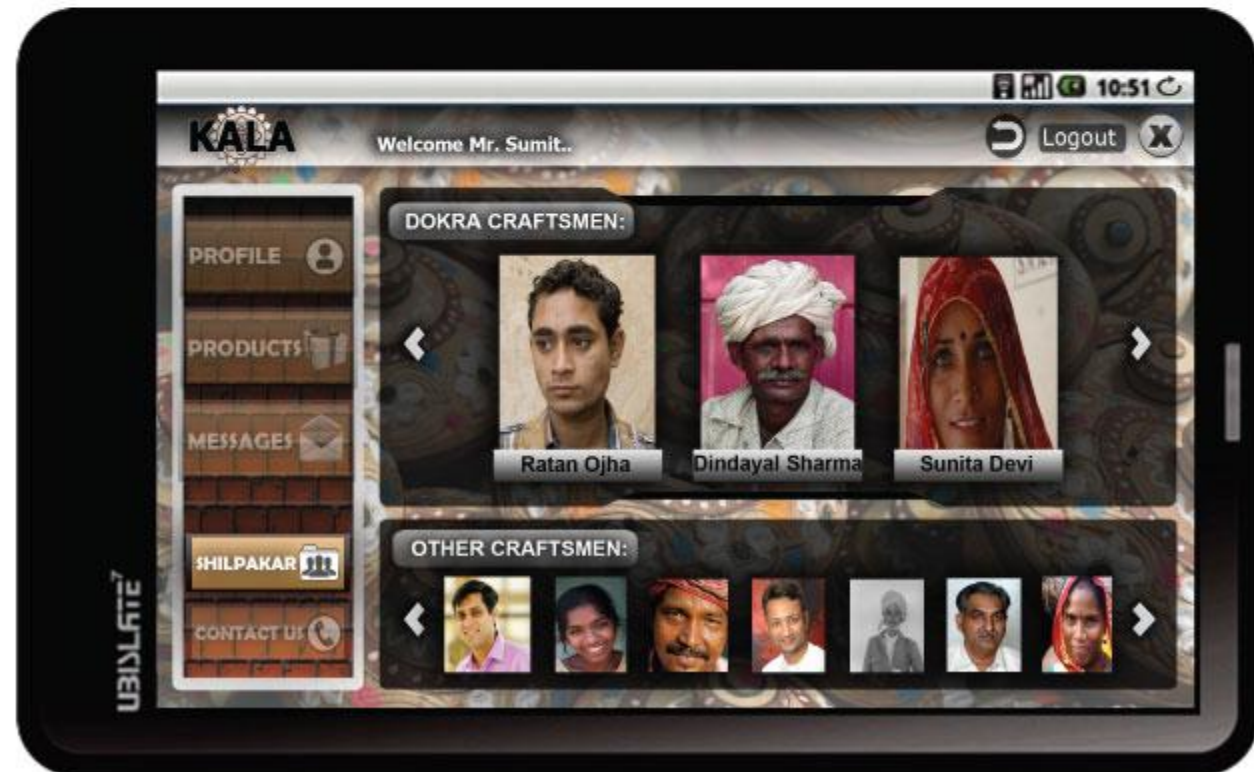 10:51
KALA
Welcome Mr. Sumit..
Logout
X
PROFILE
PRODUCTS
MESSAGES
SHILPAKAR
CONTACT US
DOKRA CRAFTSMEN:
Ratan Ojha
Dindayal Sharma
Sunita Devi
OTHER CRAFTSMEN:
UBISLATE7